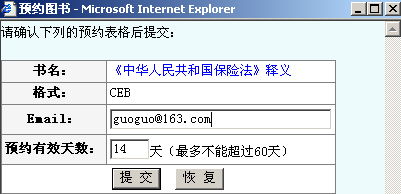 预约图书 - Microsoft Internet Explorer
请确认下列的预约表格后提交：
书名： 《中华人民共和国保险法》释义
格式： CEB
Email： guoguo@163.com
预约有效天数： 14 天（最多不能超过60天）
提 交 恢 复